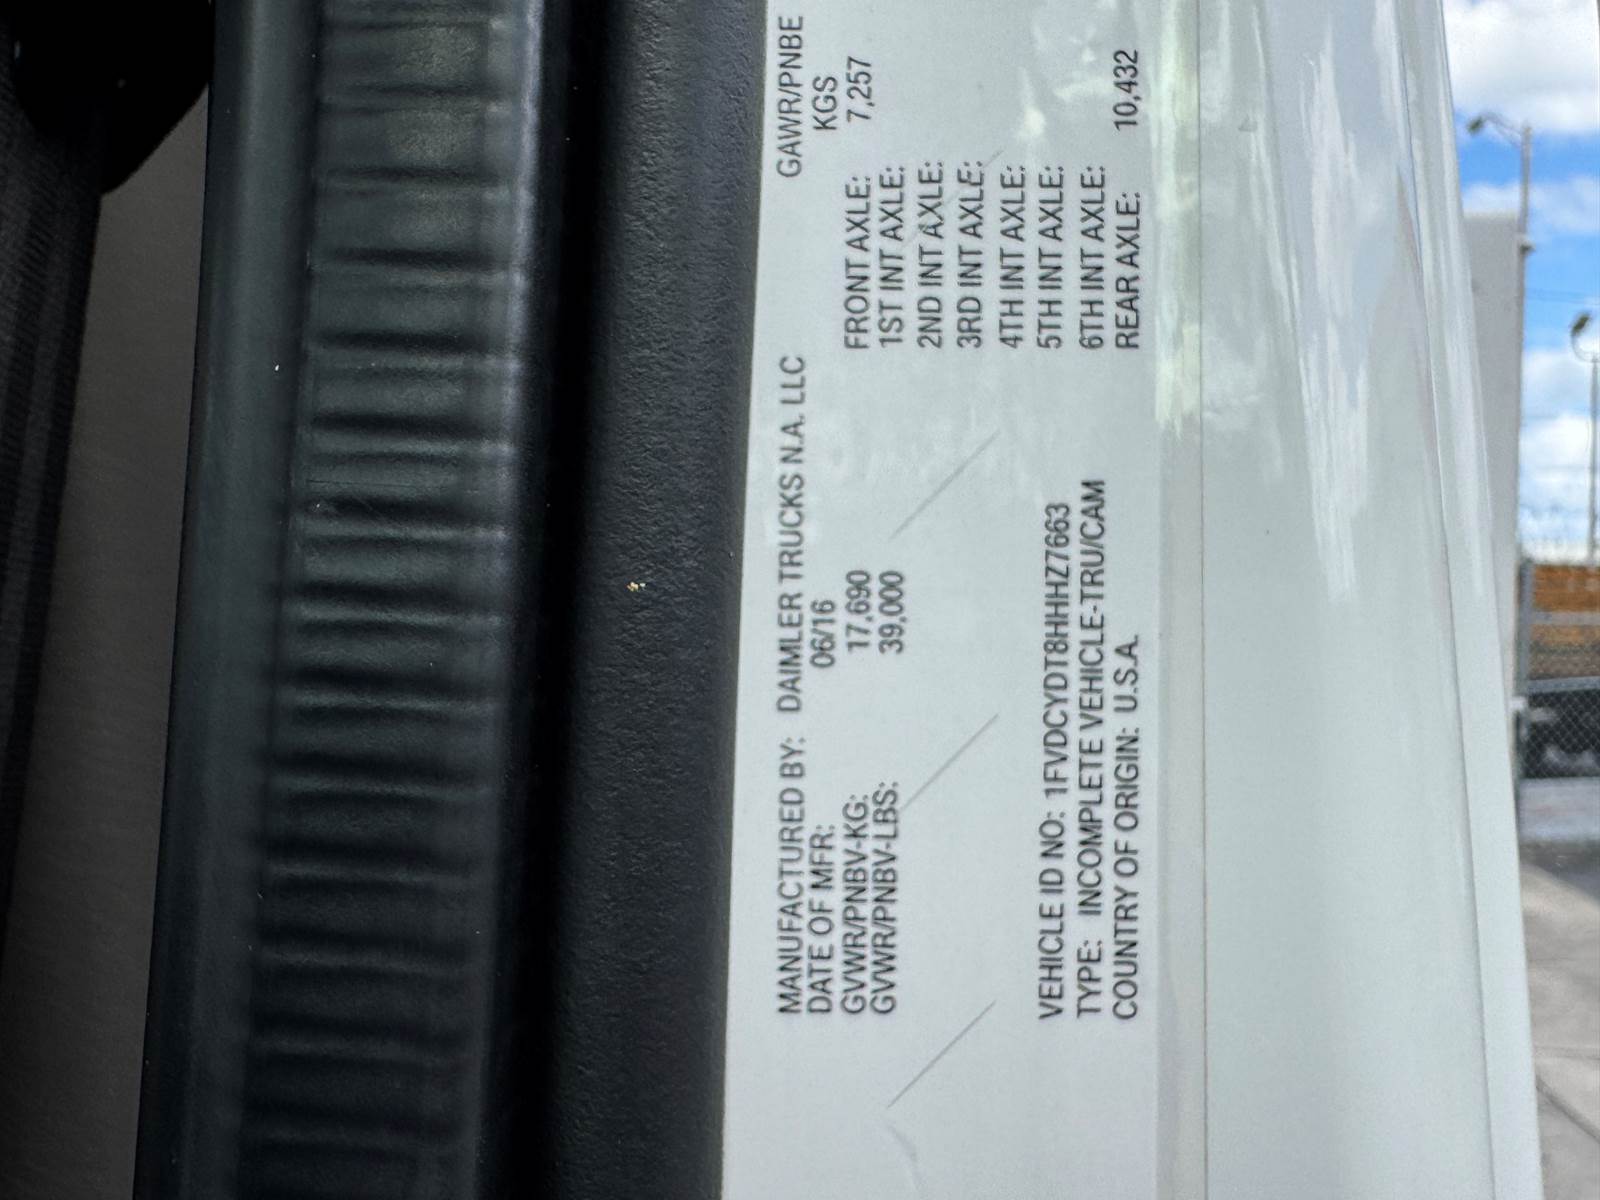 MANUFACTURED BY: DAIMLER TRUCKS N.A. LLC GAWR/PNBE
DATE OF MFR: 06/16 KGS
GVWR/PNBV-KG: 17,690 FRONT AXLE: 7,257
GVWR/PNBV-LBS: 39,000 1ST INT AXLE:
2ND INT AXLE:
3RD INT AXLE:
4TH INT AXLE:
VEHICLE ID NO: 1FVDCYDT8HHHZ7663 5TH INT AXLE:
TYPE: INCOMPLETE VEHICLE-TRU/CAM 6TH INT AXLE:
COUNTRY OF ORIGIN: U.S.A. REAR AXLE: 10,432